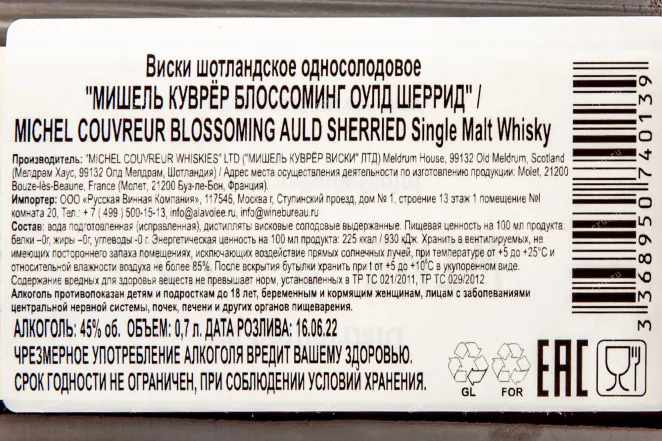 Виски шотландское односолодовое
"МИШЕЛЬ КУВРЁР БЛОССОМИНГ ОУЛД ШЕРРИД" /
MICHEL COUVREUR BLOSSOMING AULD SHERRIED Single Malt Whisky
Производитель: "MICHEL COUVREUR WHISKIES" LTD ("МИШЕЛЬ КУВРЁР ВИСКИ" ЛТД) Meldrum House, 99132 Old Meldrum, Scotland
(Мелдрам Хаус, 99132 Олд Мелдрам, Шотландия) / Адрес места осуществления деятельности по изготовлению продукции: Molet, 21200
Bouze-lès-Beaune, France (Молет, 21200 Буз-ле-Бон, Франция).
Импортер: ООО «Русская Винная Компания», 117546, Москва г, Ступинский проезд, дом № 1, строение 13 этаж 1 помещение №I
комната 20, Тел.: + 7 ( 499 ) 500-15-13, info@alavolee.ru, info@winebureau.ru
Состав: вода подготовленная (исправленная), дистилляты висковые солодовые выдержанные. Пищевая ценность на 100 мл продукта:
белки –0г, жиры –0г, углеводы -0 г. Энергетическая ценность на 100 мл продукта: 225 ккал / 930 кДж. Хранить в вентилируемых, не
имеющих постороннего запаха помещениях, исключающих воздействие прямых солнечных лучей, при температуре от +5 до +25°С и
относительной влажности воздуха не более 85%. После вскрытия бутылки хранить при t от +5 до +10°С в укупоренном виде.
Содержание вредных для здоровья веществ не превышает норм, установленных в ТР ТС 021/2011, ТР ТС 029/2012.
Алкоголь противопоказан детям и подросткам до 18 лет, беременным и кормящим женщинам, лицам с заболеваниями
центральной нервной системы, почек, печени и других органов пищеварения.
АЛКОГОЛЬ: 45% об. ОБЪЕМ: 0,7 л. ДАТА РОЗЛИВА: 16.06.22
ЧРЕЗМЕРНОЕ УПОТРЕБЛЕНИЕ АЛКОГОЛЯ ВРЕДИТ ВАШЕМУ ЗДОРОВЬЮ.
СРОК ГОДНОСТИ НЕ ОГРАНИЧЕН, ПРИ СОБЛЮДЕНИИ УСЛОВИЙ ХРАНЕНИЯ.
3 368950 740139
GL FOR EAC